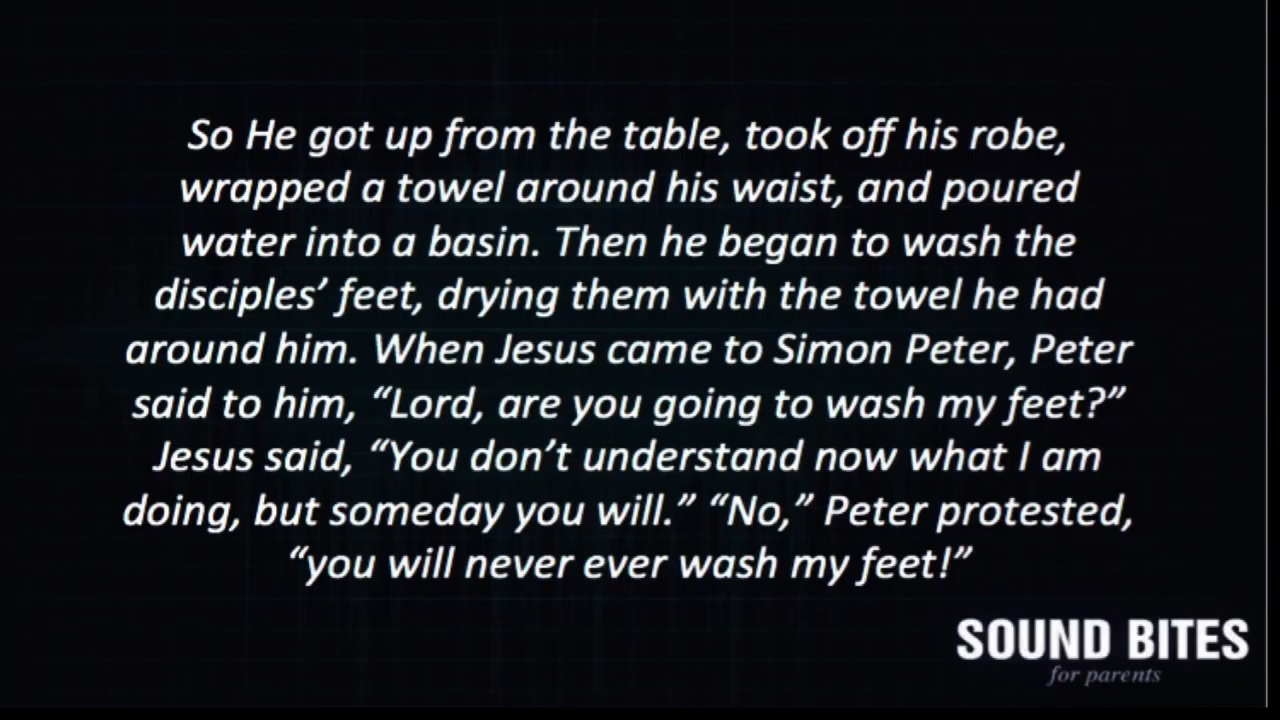 So He got up from the table, took off his robe,
wrapped a towel around his waist, and poured
water into a basin. Then he began to wash the
disciples’ feet, drying them with the towel he had
around him. When Jesus came to Simon Peter, Peter
said to him, “Lord, are you going to wash my feet?”
Jesus said, “You don’t understand now what I am
doing, but someday you will.” “No,” Peter protested,
“you will never ever wash my feet!”
SOUND BITES
for parents